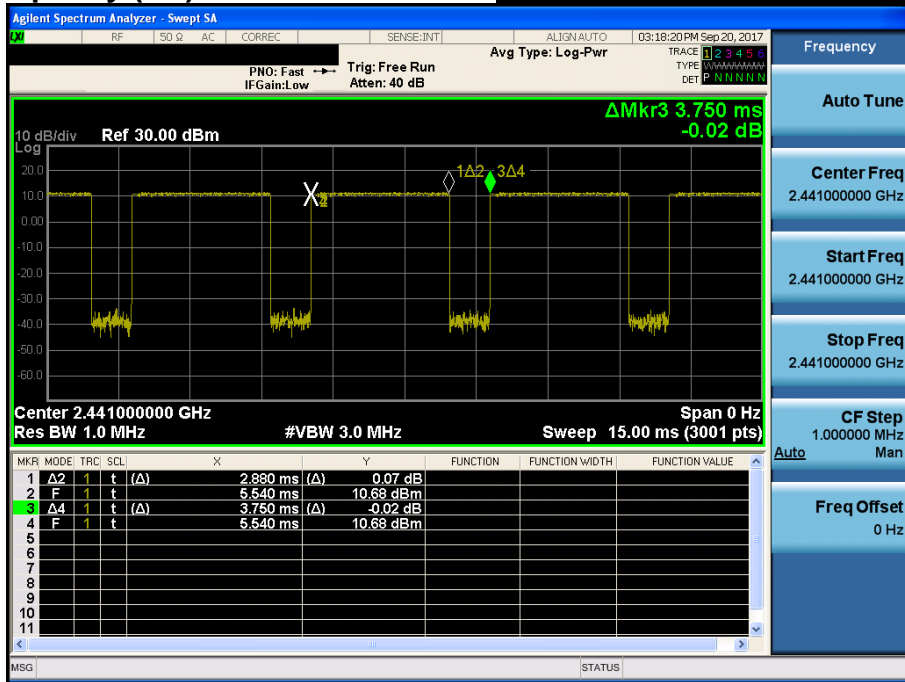 Agilent Spectrum Analyzer - Swept SA
LXI RF 50 Ω AC CORREC SENSE:INT ALIGN AUTO 03:18:20 PM Sep 20, 2017
Avg Type: Log-Pwr
TRACE 1 2 3 4 5 6
TYPE
DET P N N N N N
PNO: Fast
IFGain:Low
Trig: Free Run
Atten: 40 dB
ΔMkr3 3.750 ms
-0.02 dB
10 dB/div Ref 30.00 dBm
Log
20.0
10.0
0.00
-10.0
-20.0
-30.0
-40.0
-50.0
-60.0
X
1Δ2
3Δ4
Center 2.441000000 GHz
Span 0 Hz
Res BW 1.0 MHz
#VBW 3.0 MHz
Sweep 15.00 ms (3001 pts)
MKR MODE TRC SCL X Y FUNCTION FUNCTION WIDTH FUNCTION VALUE
1 Δ2 1 t (Δ) 2.880 ms (Δ) 0.07 dB
2 F 1 t 5.540 ms 10.68 dBm
3 Δ4 1 t (Δ) 3.750 ms (Δ) -0.02 dB
4 F 1 t 5.540 ms 10.68 dBm
5
6
7
8
9
10
11
MSG
STATUS
Frequency
Auto Tune
Center Freq
2.441000000 GHz
Start Freq
2.441000000 GHz
Stop Freq
2.441000000 GHz
CF Step
1.000000 MHz
Auto Man
Freq Offset
0 Hz